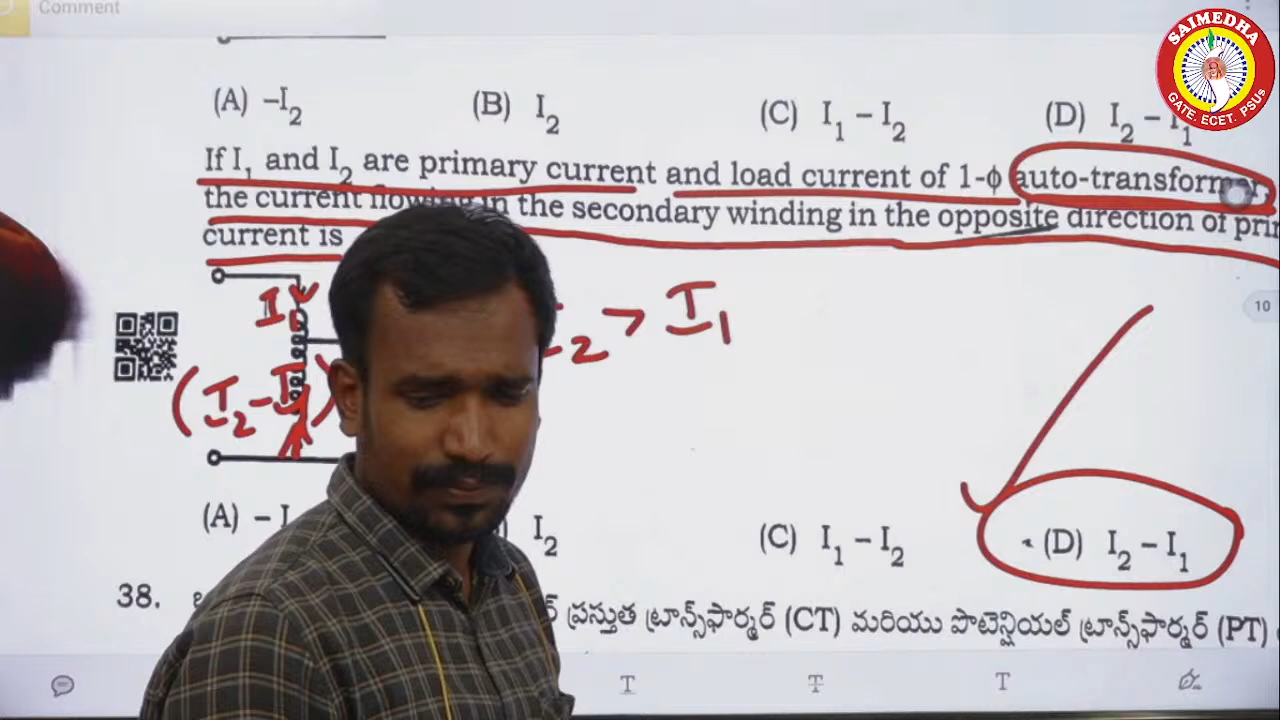 Comment
SAIMEDHA
GATE. ECET. PSUs
(A) –I2 (B) I2 (C) I1 – I2 (D) I2 – I1
If I1 and I2 are primary current and load current of 1-ϕ auto-transformer,
the current flowing in the secondary winding in the opposite direction of
current is
I1
2 > I1
10
(I2-I1)
(A) – I I2 (C) I1 – I2 (D) I2 – I1
38. ప్రస్తుత ట్రాన్స్‌ఫార్మర్ (CT) మరియు పొటెన్షియల్ ట్రాన్స్‌ఫార్మర్ (PT)
T T T